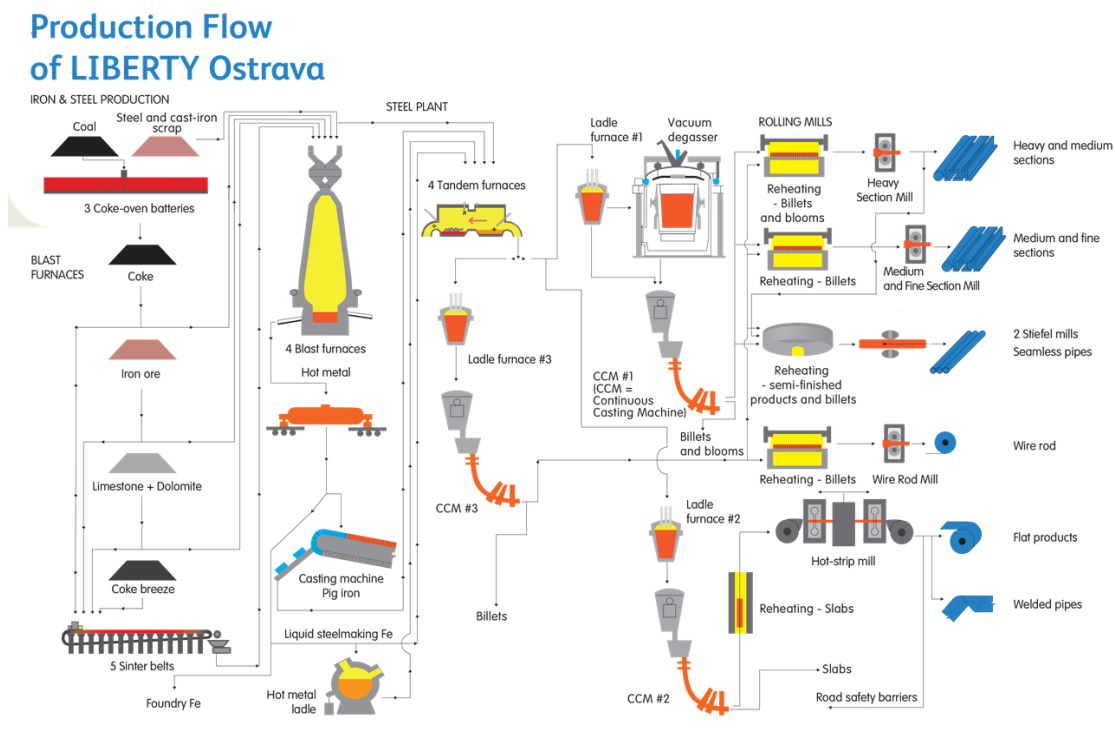 Production Flow
of LIBERTY Ostrava
IRON & STEEL PRODUCTION
Coal
Steel and cast-iron
scrap
3 Coke-oven batteries
BLAST
FURNACES
Coke
Iron ore
Limestone + Dolomite
Coke breeze
5 Sinter belts
Foundry Fe
4 Blast furnaces
Hot metal
Casting machine
Pig iron
Liquid steelmaking Fe
Hot metal
ladle
STEEL PLANT
4 Tandem furnaces
Ladle furnace #3
CCM #3
Billets
Ladle
furnace #1
Vacuum
degasser
CCM #1
(CCM =
Continuous
Casting Machine)
Billets
and blooms
Ladle
furnace #2
CCM #2
Slabs
Road safety barriers
ROLLING MILLS
Reheating
- Billets
and blooms
Heavy
Section Mill
Heavy and medium
sections
Reheating - Billets
Medium
and Fine Section Mill
Medium and fine
sections
Reheating
- semi-finished
products and billets
2 Stiefel mills
Seamless pipes
Reheating - Billets
Wire Rod Mill
Wire rod
Hot-strip mill
Reheating - Slabs
Flat products
Welded pipes